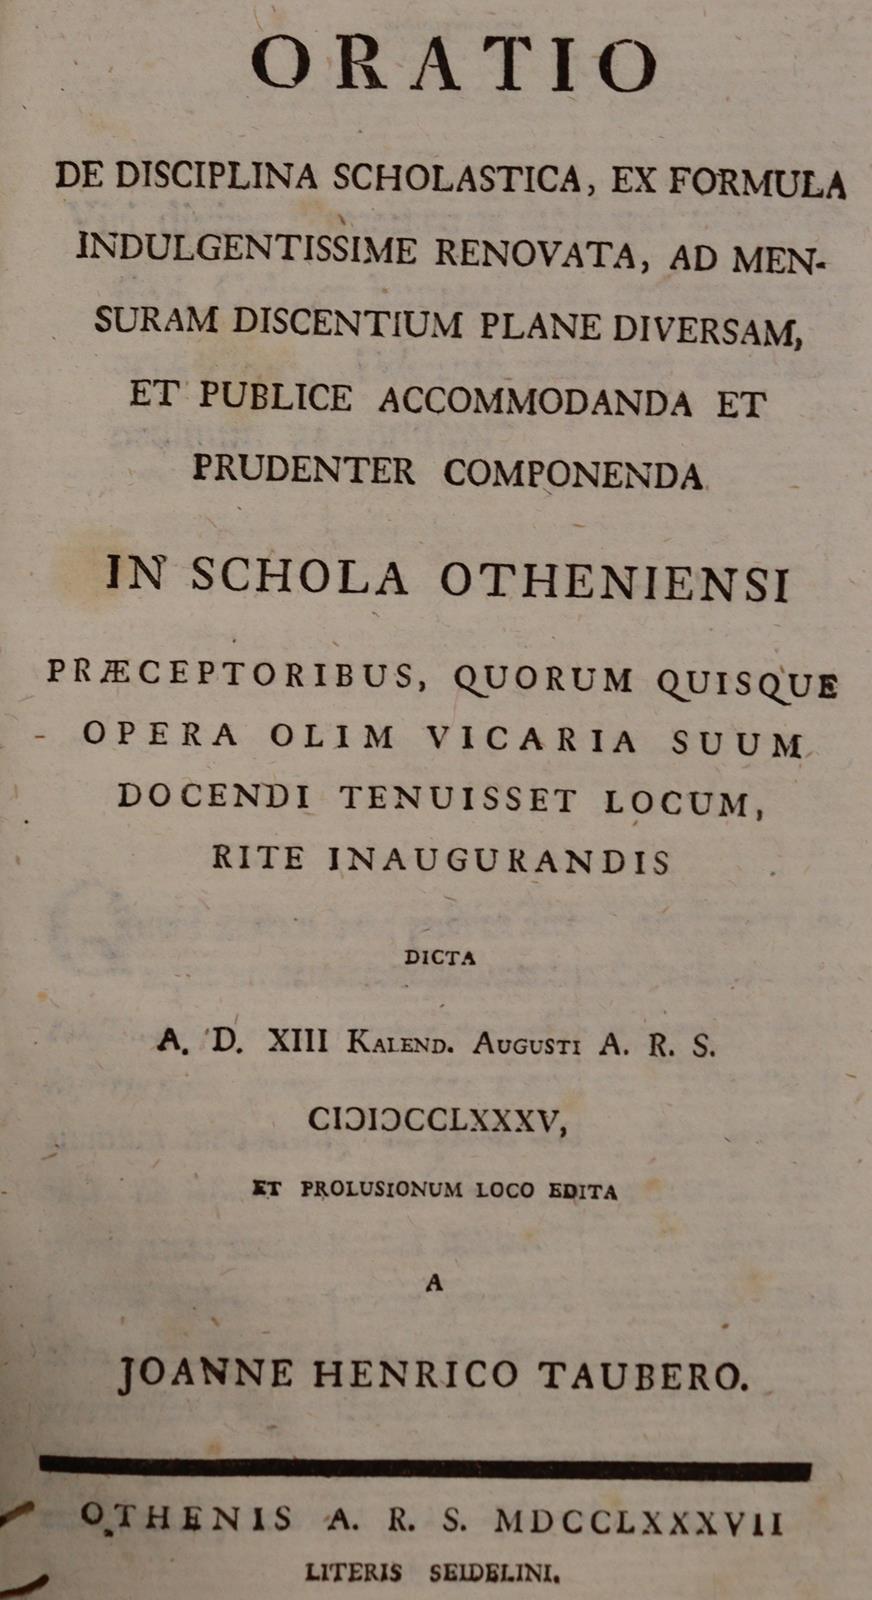 ORATIO
DE DISCIPLINA SCHOLASTICA, EX FORMULA
INDULGENTISSIME RENOVATA, AD MEN-
SURAM DISCENTIUM PLANE DIVERSAM,
ET PUBLICE ACCOMMODANDA ET
PRUDENTER COMPONENDA
IN SCHOLA OTHENIENSI
PRÆCEPTORIBUS, QUORUM QUISQUE
OPERA OLIM VICARIA SUUM
DOCENDI TENUISSET LOCUM,
RITE INAUGURANDIS
DICTA
A. D. XIII KALEND. AUGUSTI A. R. S.
CIƆIƆCCLXXXV,
ET PROLUSIONUM LOCO EDITA
A
JOANNE HENRICO TAUBERO.
OTHENIS A. R. S. MDCCLXXXVII
LITERIS SEIDELINI.